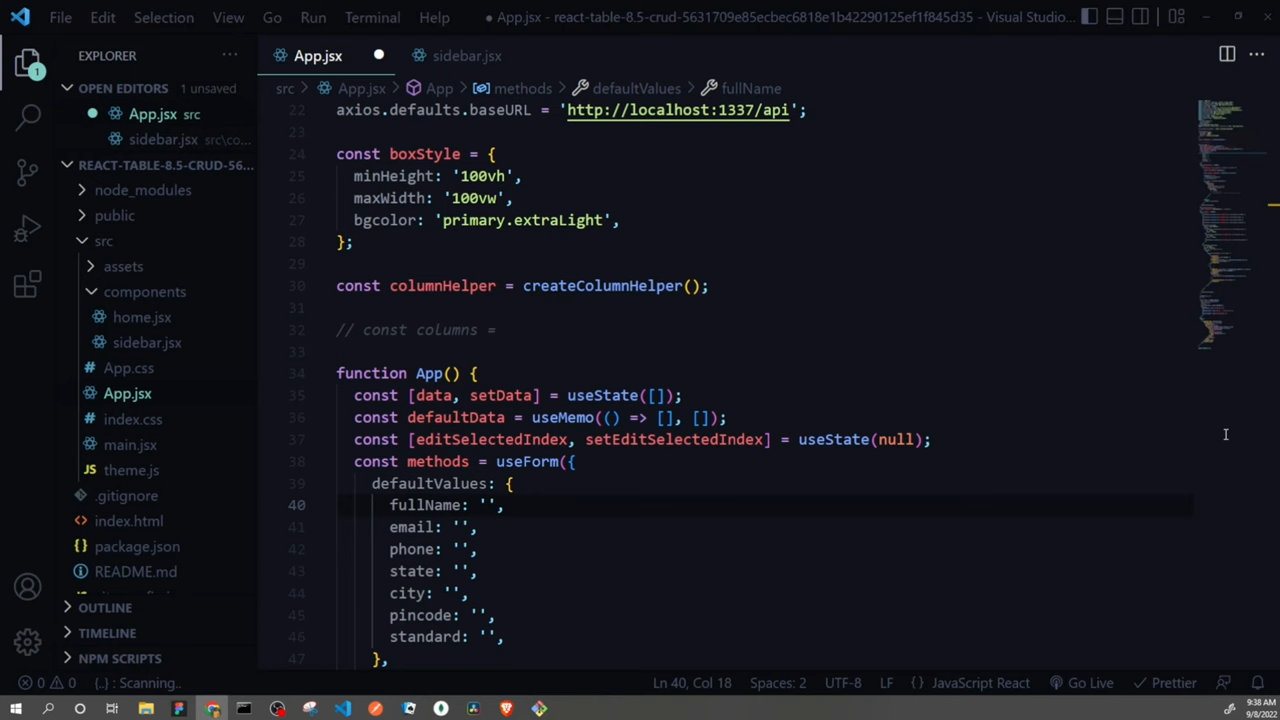 File Edit Selection View Go Run Terminal Help
● App.jsx - react-table-8.5-crud-5631709e85ecbec6818e1b42290125ef1f845d35 - Visual Studio...
EXPLORER ...
OPEN EDITORS 1 unsaved
App.jsx src
sidebar.jsx src\co...
REACT-TABLE-8.5-CRUD-56...
node_modules
public
src
assets
components
home.jsx
sidebar.jsx
App.css
App.jsx
index.css
main.jsx
theme.js
.gitignore
index.html
package.json
README.md
OUTLINE
TIMELINE
NPM SCRIPTS
1
App.jsx ●
sidebar.jsx
src > App.jsx > App > methods > defaultValues > fullName
22 axios.defaults.baseURL = 'http://localhost:1337/api';
23
24 const boxStyle = {
25 minHeight: '100vh',
26 maxWidth: '100vw',
27 bgcolor: 'primary.extraLight',
28 };
29
30 const columnHelper = createColumnHelper();
31
32 // const columns =
33
34 function App() {
35 const [data, setData] = useState([]);
36 const defaultData = useMemo(() => [], []);
37 const [editSelectedIndex, setEditSelectedIndex] = useState(null);
38 const methods = useForm({
39 defaultValues: {
40 fullName: '',
41 email: '',
42 phone: '',
43 state: '',
44 city: '',
45 pincode: '',
46 standard: '',
47 },
0 0 {..} : Scanning..
Ln 40, Col 18 Spaces: 2 UTF-8 LF {} JavaScript React Go Live Prettier
9:38 AM
9/8/2022